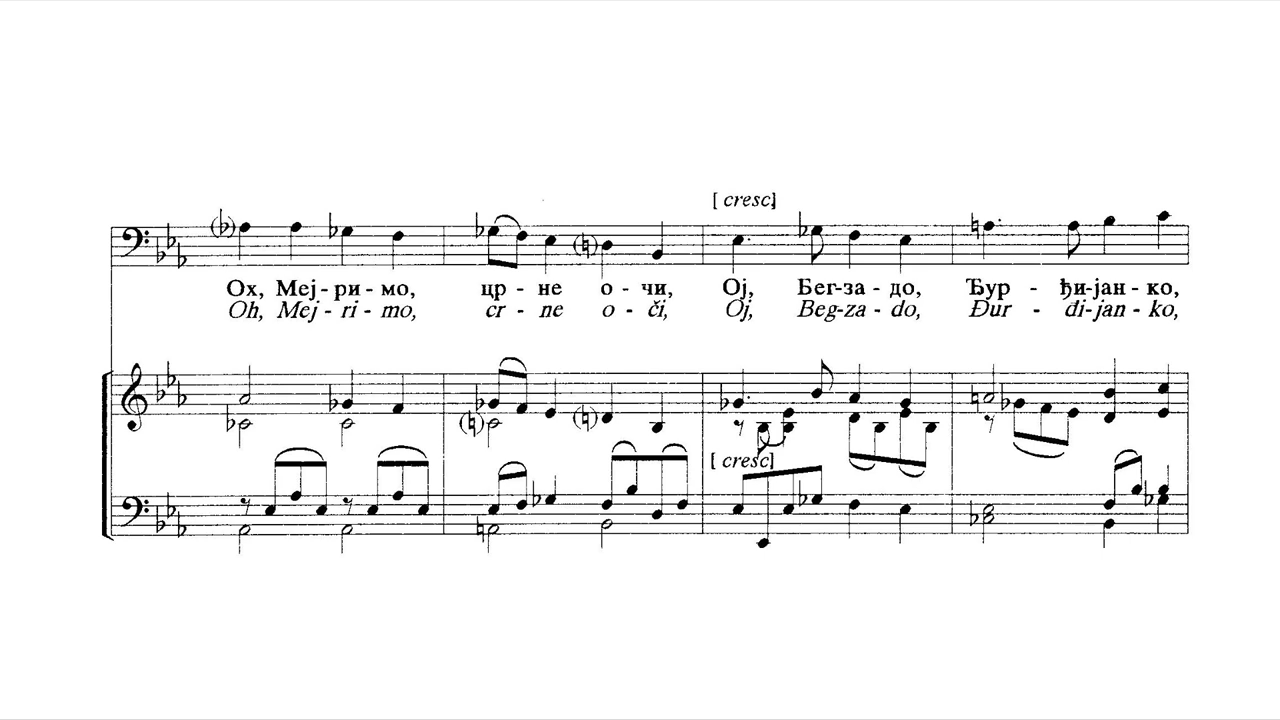 [ cresc.]
Ох, Меј - ри - мо, цр - не о - чи, Ој, Бег-за - до, Ђур - ђи-јан - ко,
Oh, Mej - ri - mo, cr - ne o - či, Oj, Beg-za - do, Đur - đi-jan - ko,
[ cresc.]